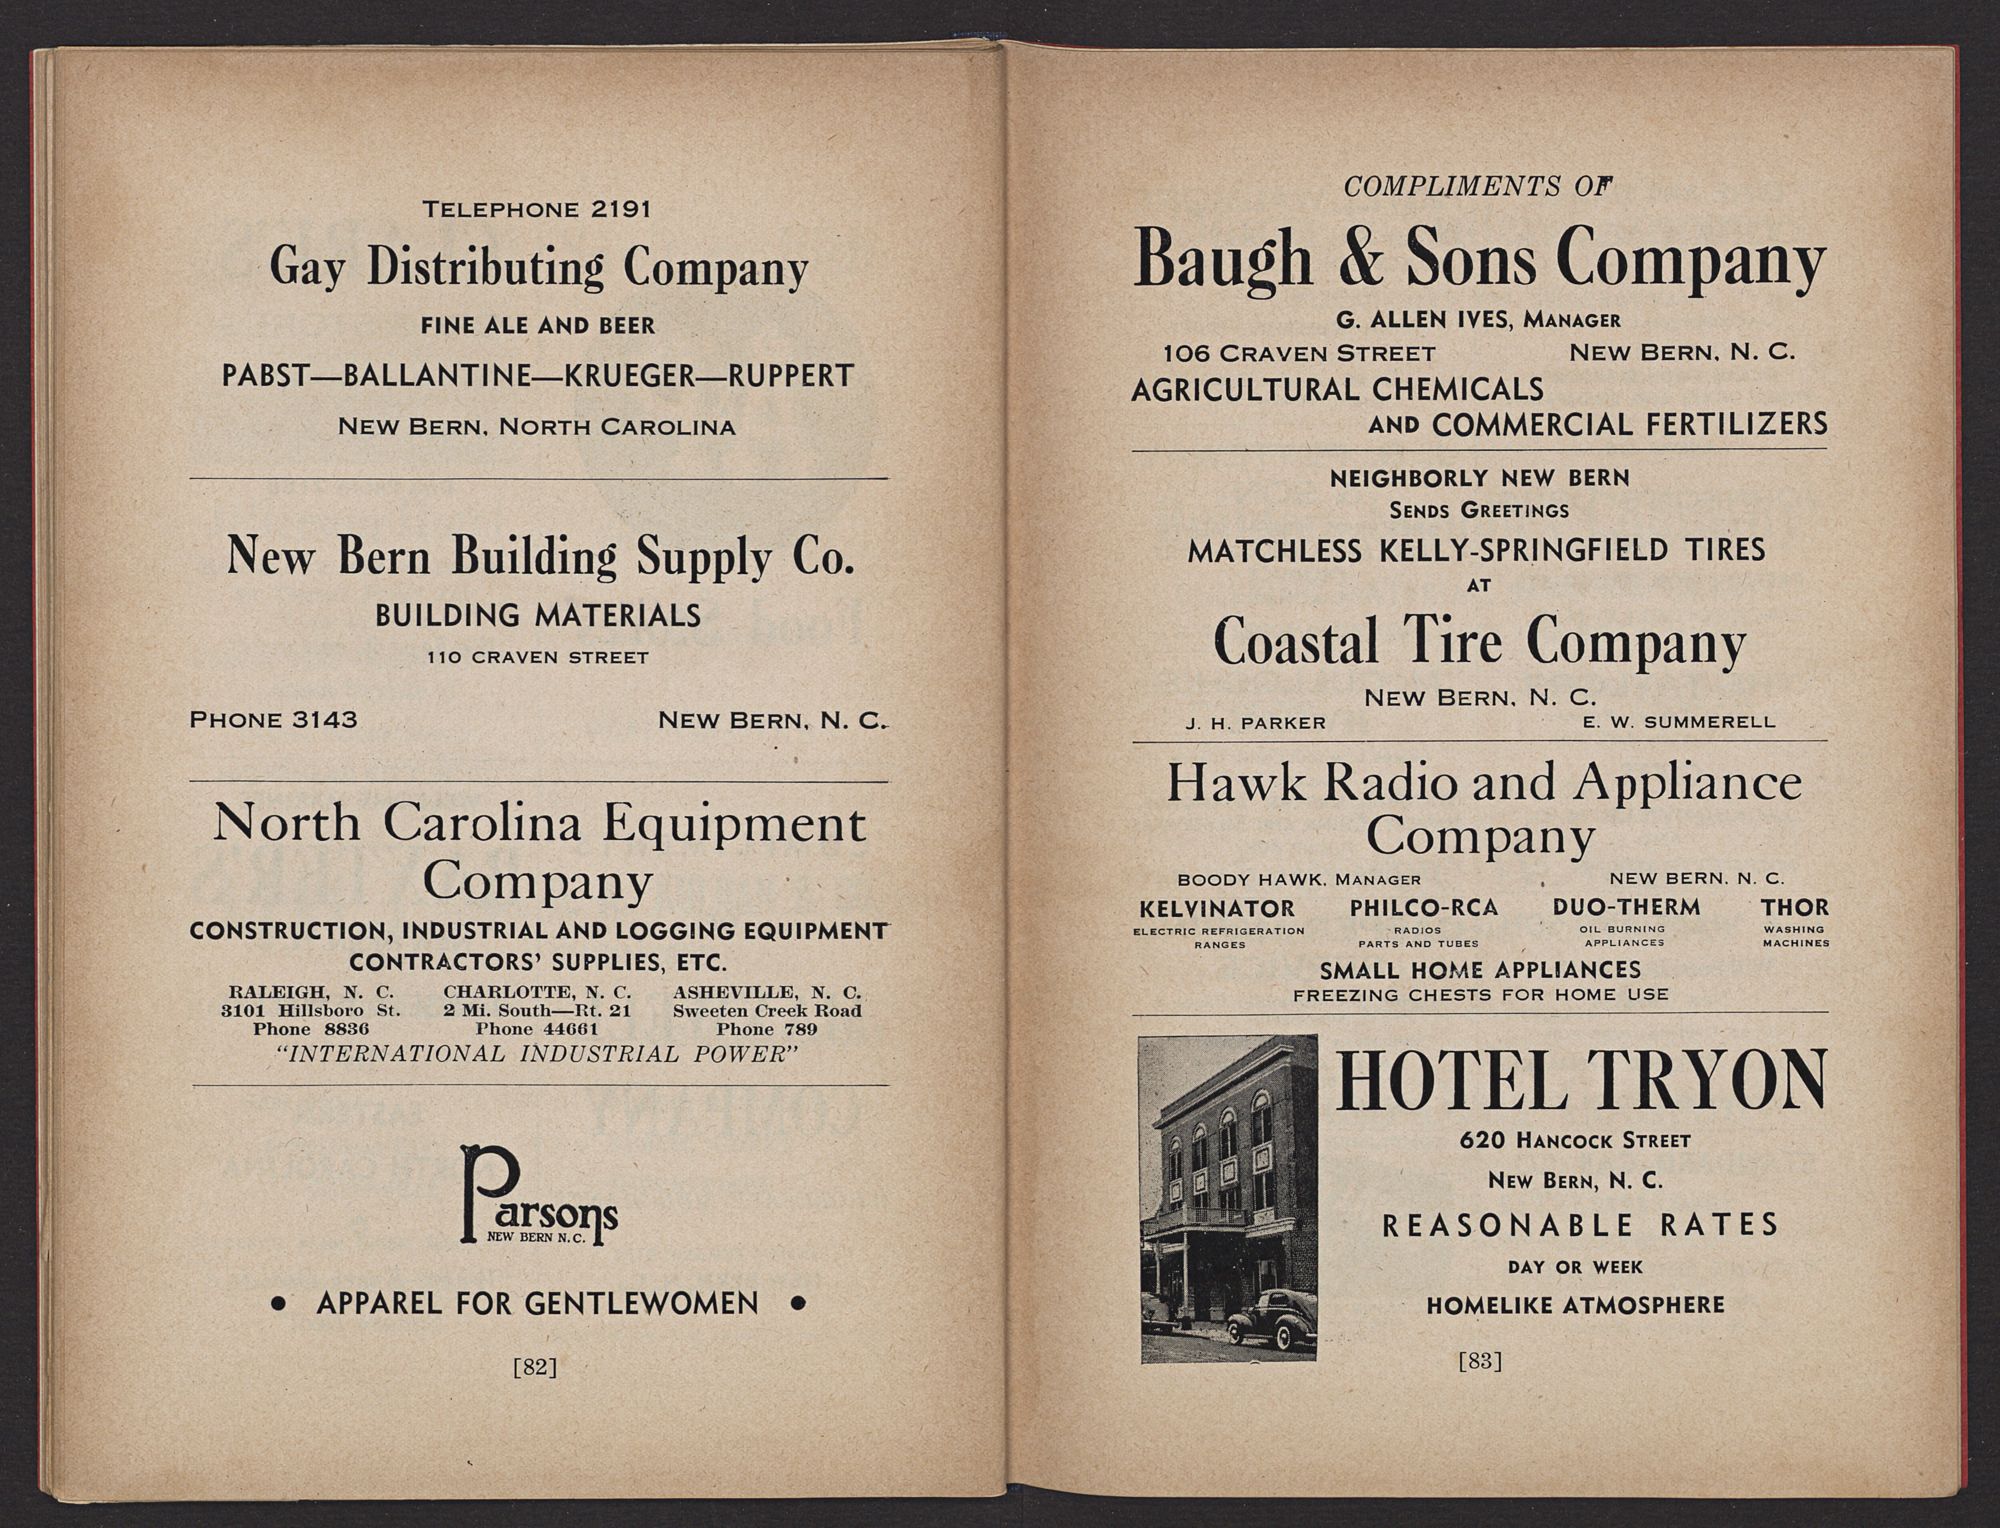 TELEPHONE 2191
Gay Distributing Company
FINE ALE AND BEER
PABST—BALLANTINE—KRUEGER—RUPPERT
NEW BERN, NORTH CAROLINA
New Bern Building Supply Co.
BUILDING MATERIALS
110 CRAVEN STREET
PHONE 3143 NEW BERN, N. C.
North Carolina Equipment
Company
CONSTRUCTION, INDUSTRIAL AND LOGGING EQUIPMENT
CONTRACTORS' SUPPLIES, ETC.
RALEIGH, N. C. CHARLOTTE, N. C. ASHEVILLE, N. C.
3101 Hillsboro St. 2 Mi. South—Rt. 21 Sweeten Creek Road
Phone 8836 Phone 44661 Phone 789
"INTERNATIONAL INDUSTRIAL POWER"
Parsons
NEW BERN N.C.
• APPAREL FOR GENTLEWOMEN •
[82]
COMPLIMENTS OF
Baugh & Sons Company
G. ALLEN IVES, MANAGER
106 CRAVEN STREET NEW BERN, N. C.
AGRICULTURAL CHEMICALS
AND COMMERCIAL FERTILIZERS
NEIGHBORLY NEW BERN
SENDS GREETINGS
MATCHLESS KELLY-SPRINGFIELD TIRES
AT
Coastal Tire Company
NEW BERN, N. C.
J. H. PARKER E. W. SUMMERELL
Hawk Radio and Appliance
Company
BOODY HAWK, MANAGER NEW BERN, N. C.
KELVINATOR PHILCO-RCA DUO-THERM THOR
ELECTRIC REFRIGERATION RADIOS OIL BURNING WASHING
RANGES PARTS AND TUBES APPLIANCES MACHINES
SMALL HOME APPLIANCES
FREEZING CHESTS FOR HOME USE
HOTEL TRYON
620 HANCOCK STREET
NEW BERN, N. C.
REASONABLE RATES
DAY OR WEEK
HOMELIKE ATMOSPHERE
[83]